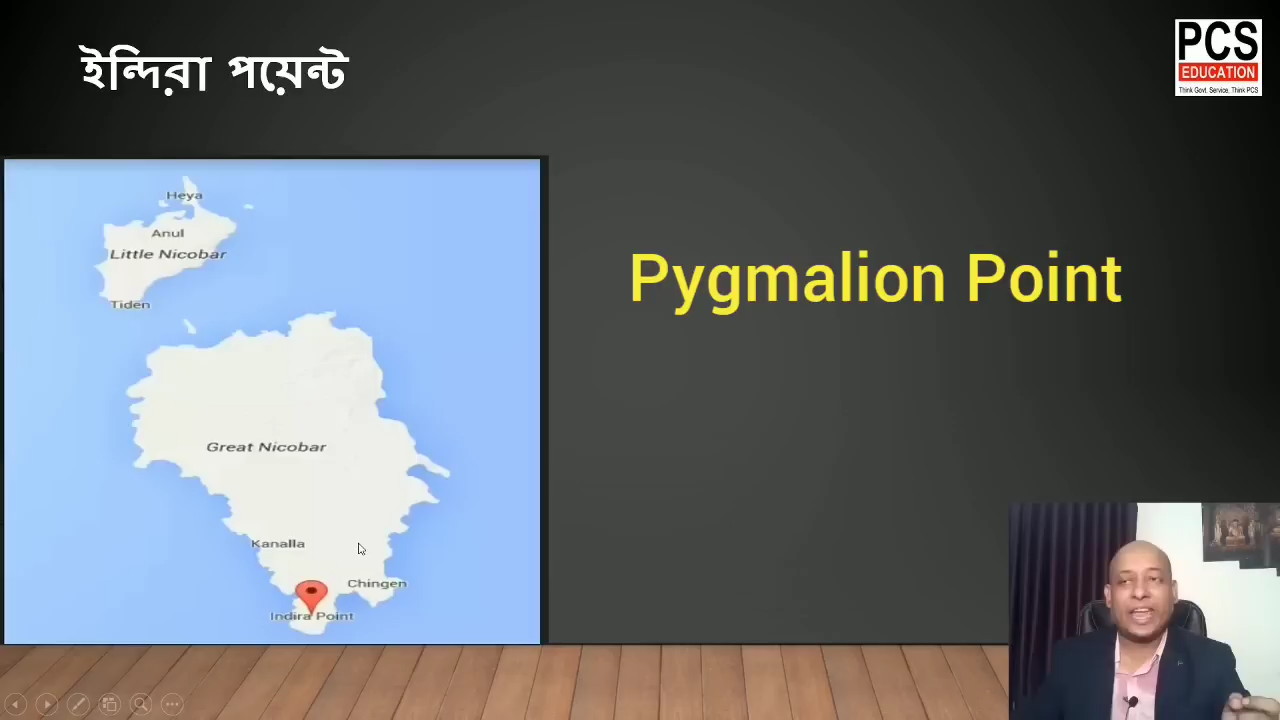 ইন্দিরা পয়েন্ট
PCS
EDUCATION
Think Govt. Service, Think PCS
Heya
Anul
Little Nicobar
Tiden
Pygmalion Point
Great Nicobar
Kanalla
Chingen
Indira Point